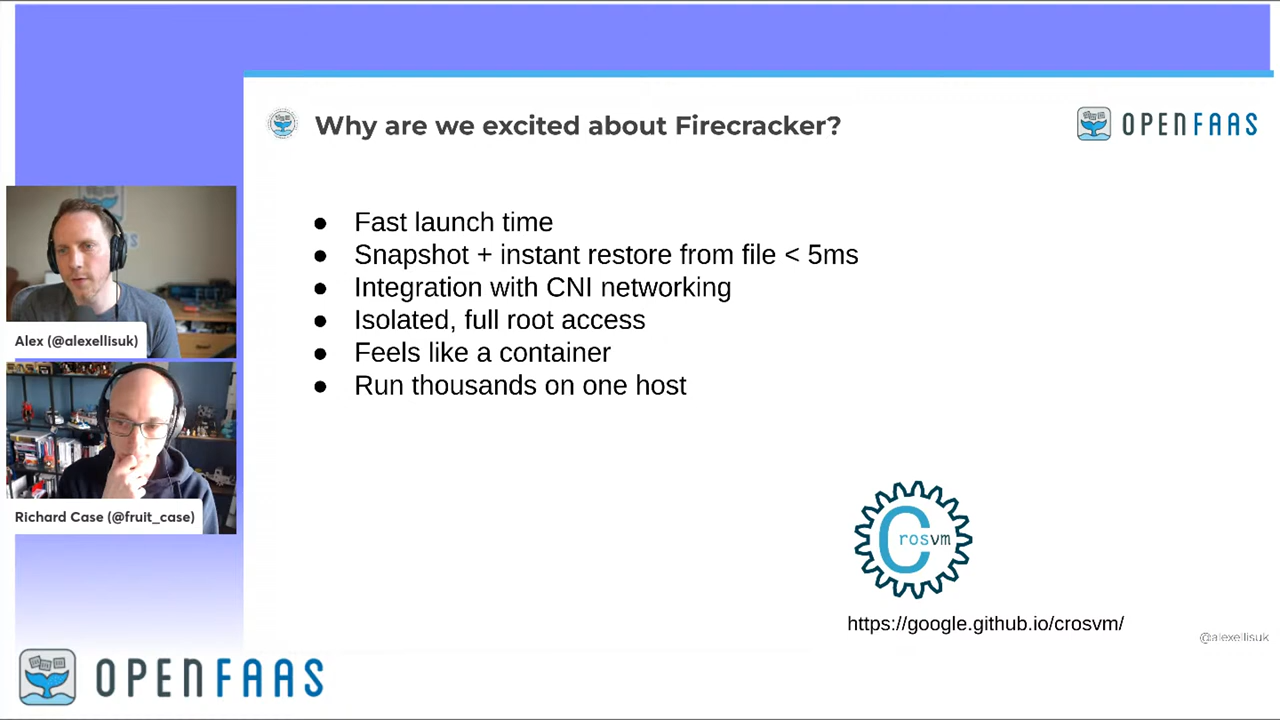 Why are we excited about Firecracker?
OPENFAAS
● Fast launch time
● Snapshot + instant restore from file < 5ms
● Integration with CNI networking
● Isolated, full root access
● Feels like a container
● Run thousands on one host
Alex (@alexellisuk)
Richard Case (@fruit_case)
Crosvm
https://google.github.io/crosvm/
@alexellisuk
OPENFAAS